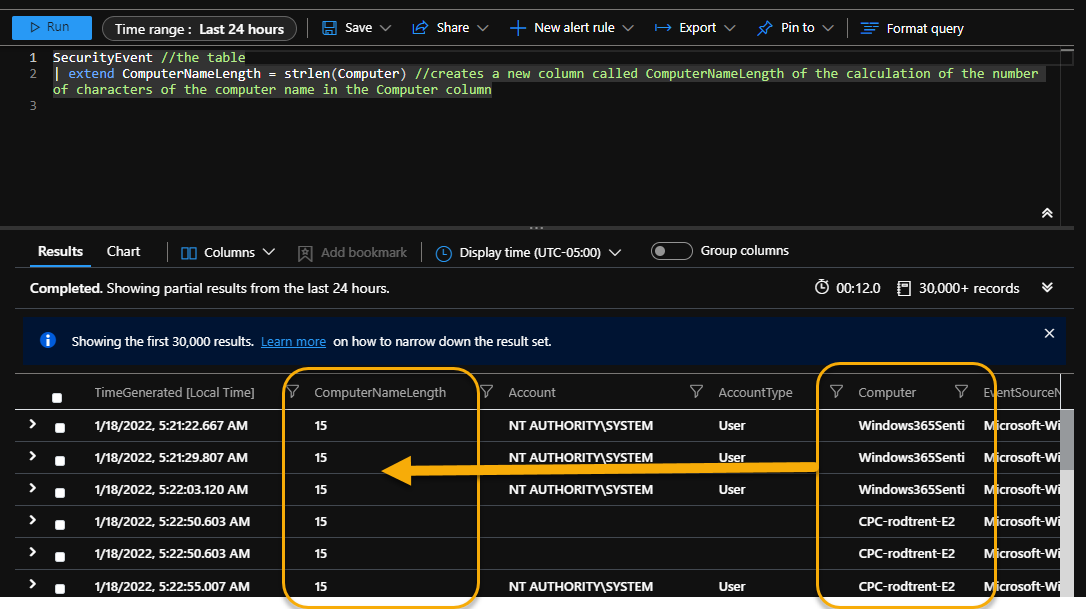 Run Time range : Last 24 hours Save Share New alert rule Export Pin to Format query
1 SecurityEvent //the table
2 | extend ComputerNameLength = strlen(Computer) //creates a new column called ComputerNameLength of the calculation of the number
of characters of the computer name in the Computer column
3
Results Chart Columns Add bookmark Display time (UTC-05:00) Group columns
Completed. Showing partial results from the last 24 hours. 00:12.0 30,000+ records
Showing the first 30,000 results. Learn more on how to narrow down the result set.
TimeGenerated [Local Time] ComputerNameLength Account AccountType Computer EventSourceN
1/18/2022, 5:21:22.667 AM 15 NT AUTHORITY\SYSTEM User Windows365Senti Microsoft-Wi
1/18/2022, 5:21:29.807 AM 15 NT AUTHORITY\SYSTEM User Windows365Senti Microsoft-Wi
1/18/2022, 5:22:03.120 AM 15 NT AUTHORITY\SYSTEM User Windows365Senti Microsoft-Wi
1/18/2022, 5:22:50.603 AM 15 CPC-rodtrent-E2 Microsoft-Wi
1/18/2022, 5:22:50.603 AM 15 CPC-rodtrent-E2 Microsoft-Wi
1/18/2022, 5:22:55.007 AM 15 NT AUTHORITY\SYSTEM User CPC-rodtrent-E2 Microsoft-Wi